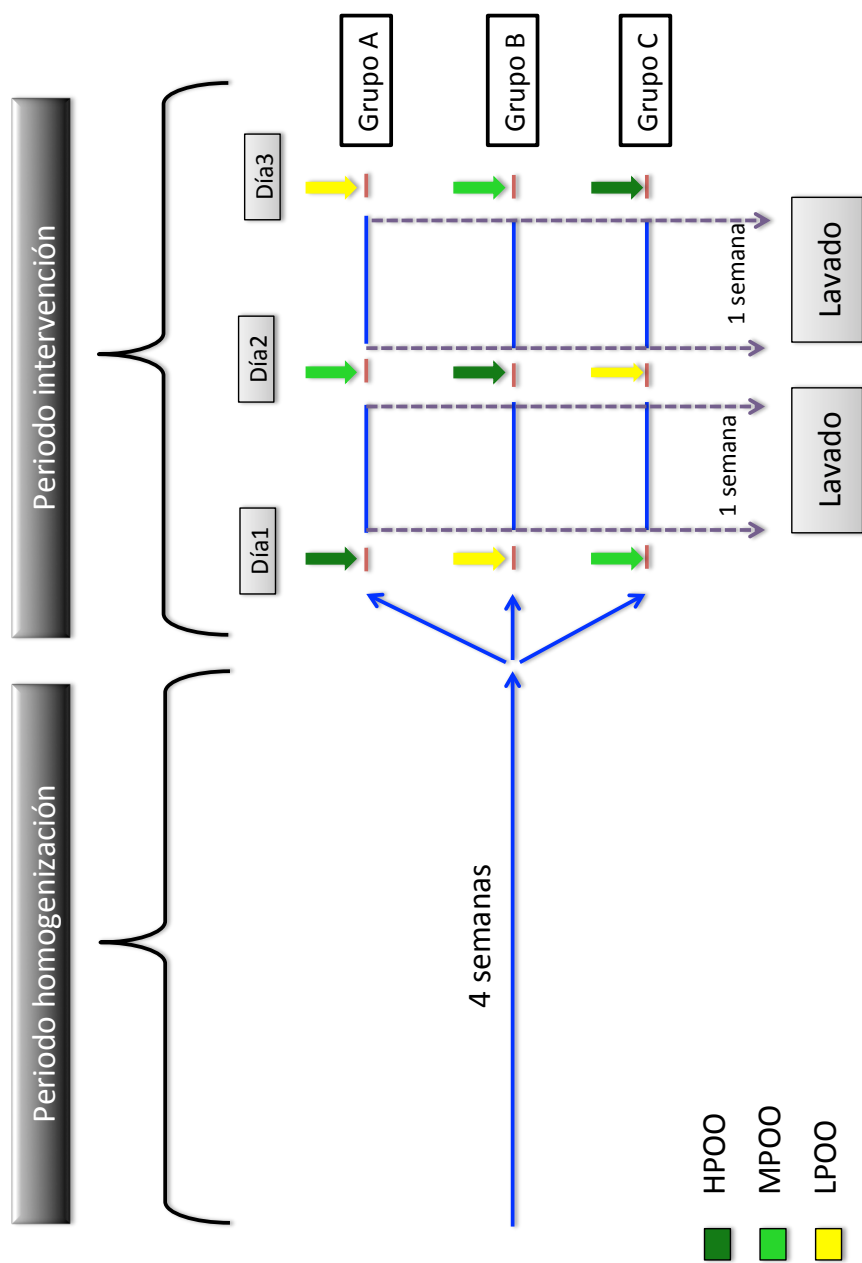 Periodo homogenización
Periodo intervención
Día1
Día2
Día3
Grupo A
Grupo B
Grupo C
4 semanas
1 semana
1 semana
Lavado
Lavado
HPOO
MPOO
LPOO